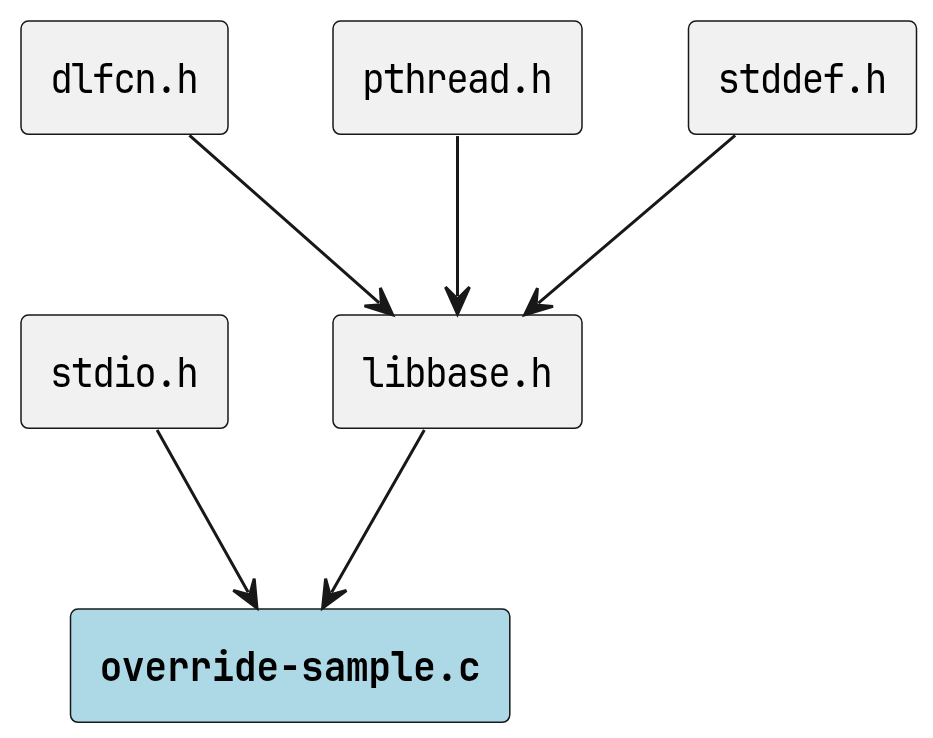 dlfcn.h
pthread.h
stddef.h
stdio.h
libbase.h
override-sample.c